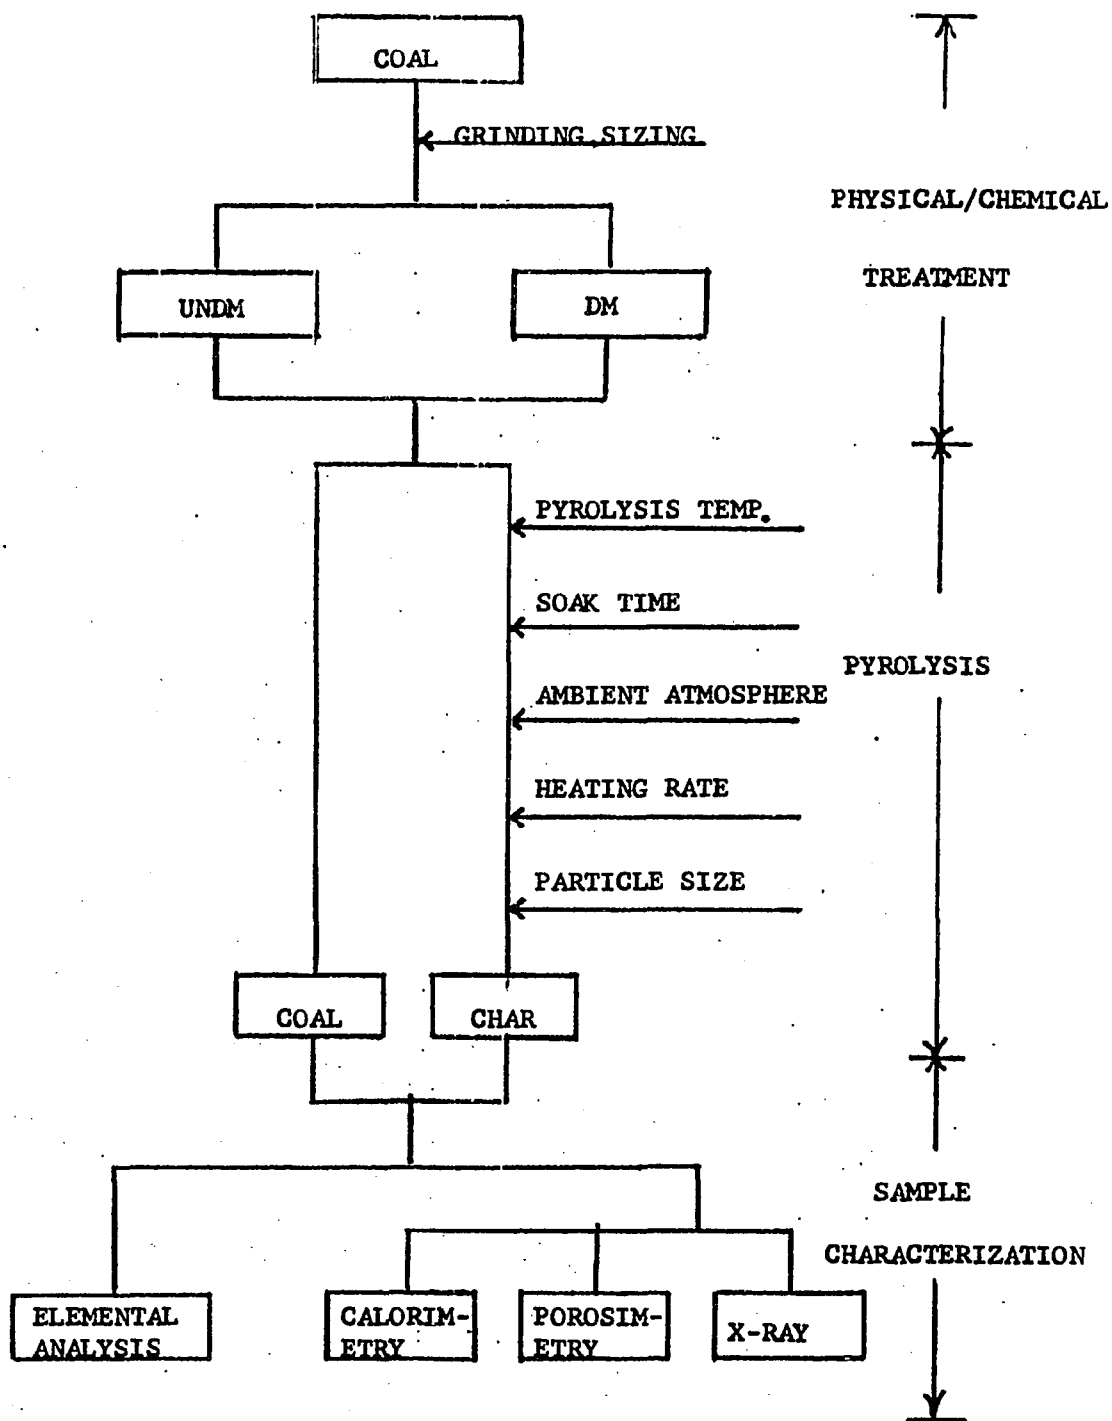 COAL
GRINDING,SIZING
PHYSICAL/CHEMICAL
TREATMENT
UNDM
DM
PYROLYSIS TEMP.
SOAK TIME
PYROLYSIS
AMBIENT ATMOSPHERE
HEATING RATE
PARTICLE SIZE
COAL
CHAR
SAMPLE
CHARACTERIZATION
ELEMENTAL
ANALYSIS
CALORIM-
ETRY
POROSIM-
ETRY
X-RAY